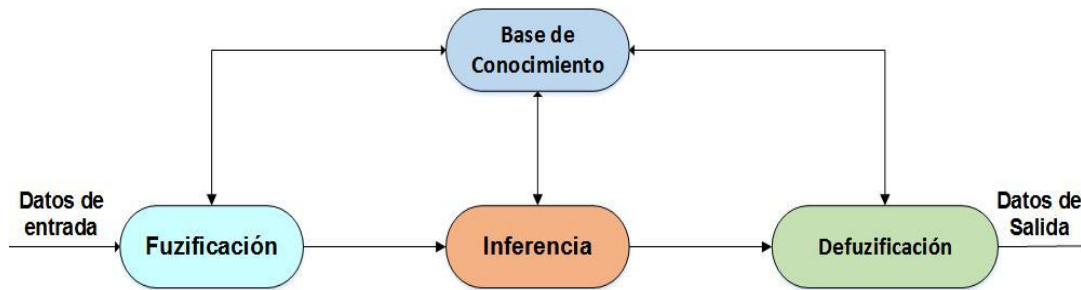 Base de
Conocimiento
Datos de
entrada
Fuzificación
Inferencia
Defuzificación
Datos de
Salida